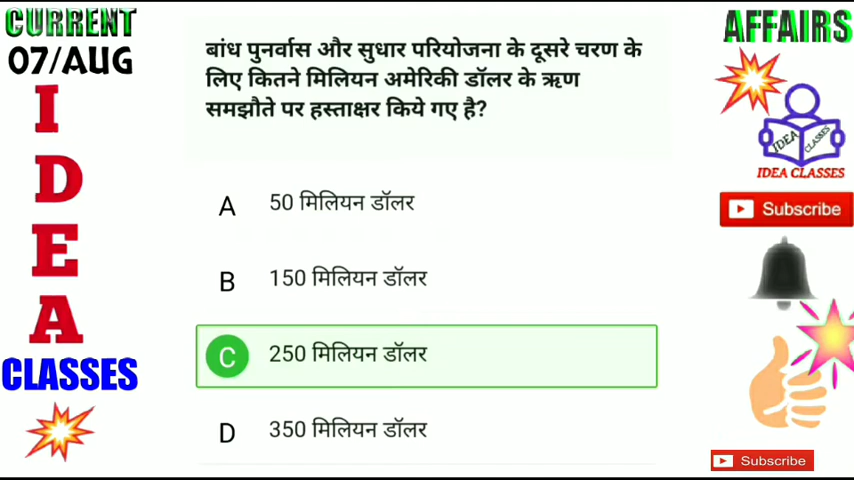 CURRENT
07/AUG
I
D
E
A
CLASSES
बांध पुनर्वास और सुधार परियोजना के दूसरे चरण के
लिए कितने मिलियन अमेरिकी डॉलर के ऋण
समझौते पर हस्ताक्षर किये गए है?
A 50 मिलियन डॉलर
B 150 मिलियन डॉलर
C 250 मिलियन डॉलर
D 350 मिलियन डॉलर
AFFAIRS
IDEA CLASSES
IDEA CLASSES
Subscribe
Subscribe